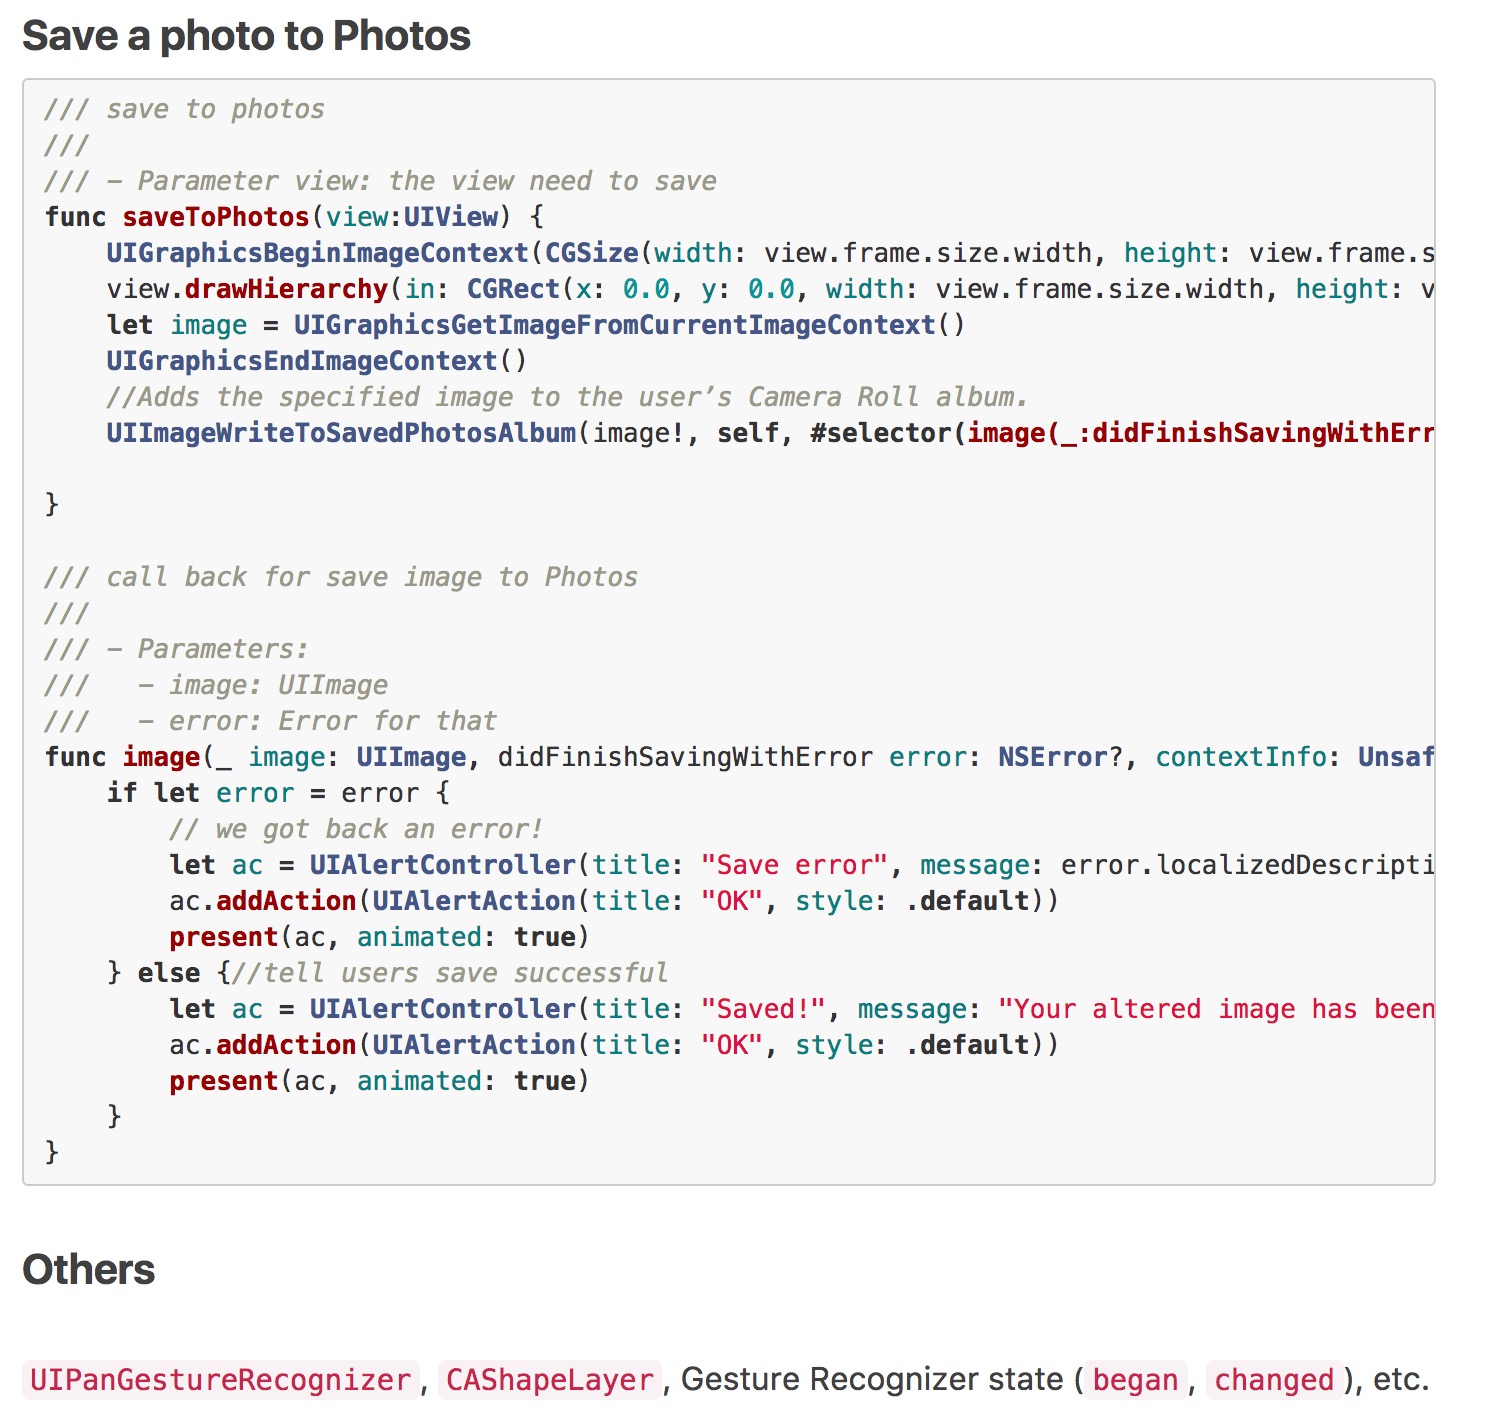 Save a photo to Photos
/// save to photos
///
/// - Parameter view: the view need to save
func saveToPhotos(view:UIView) {
    UIGraphicsBeginImageContext(CGSize(width: view.frame.size.width, height: view.frame.s
    view.drawHierarchy(in: CGRect(x: 0.0, y: 0.0, width: view.frame.size.width, height: v
    let image = UIGraphicsGetImageFromCurrentImageContext()
    UIGraphicsEndImageContext()
    //Adds the specified image to the user’s Camera Roll album.
    UIImageWriteToSavedPhotosAlbum(image!, self, #selector(image(_:didFinishSavingWithErr
}
/// call back for save image to Photos
///
/// - Parameters:
///   - image: UIImage
///   - error: Error for that
func image(_ image: UIImage, didFinishSavingWithError error: NSError?, contextInfo: Unsaf
    if let error = error {
        // we got back an error!
        let ac = UIAlertController(title: "Save error", message: error.localizedDescripti
        ac.addAction(UIAlertAction(title: "OK", style: .default))
        present(ac, animated: true)
    } else {//tell users save successful
        let ac = UIAlertController(title: "Saved!", message: "Your altered image has been
        ac.addAction(UIAlertAction(title: "OK", style: .default))
        present(ac, animated: true)
    }
}
Others
UIPanGestureRecognizer, CAShapeLayer, Gesture Recognizer state (began, changed), etc.